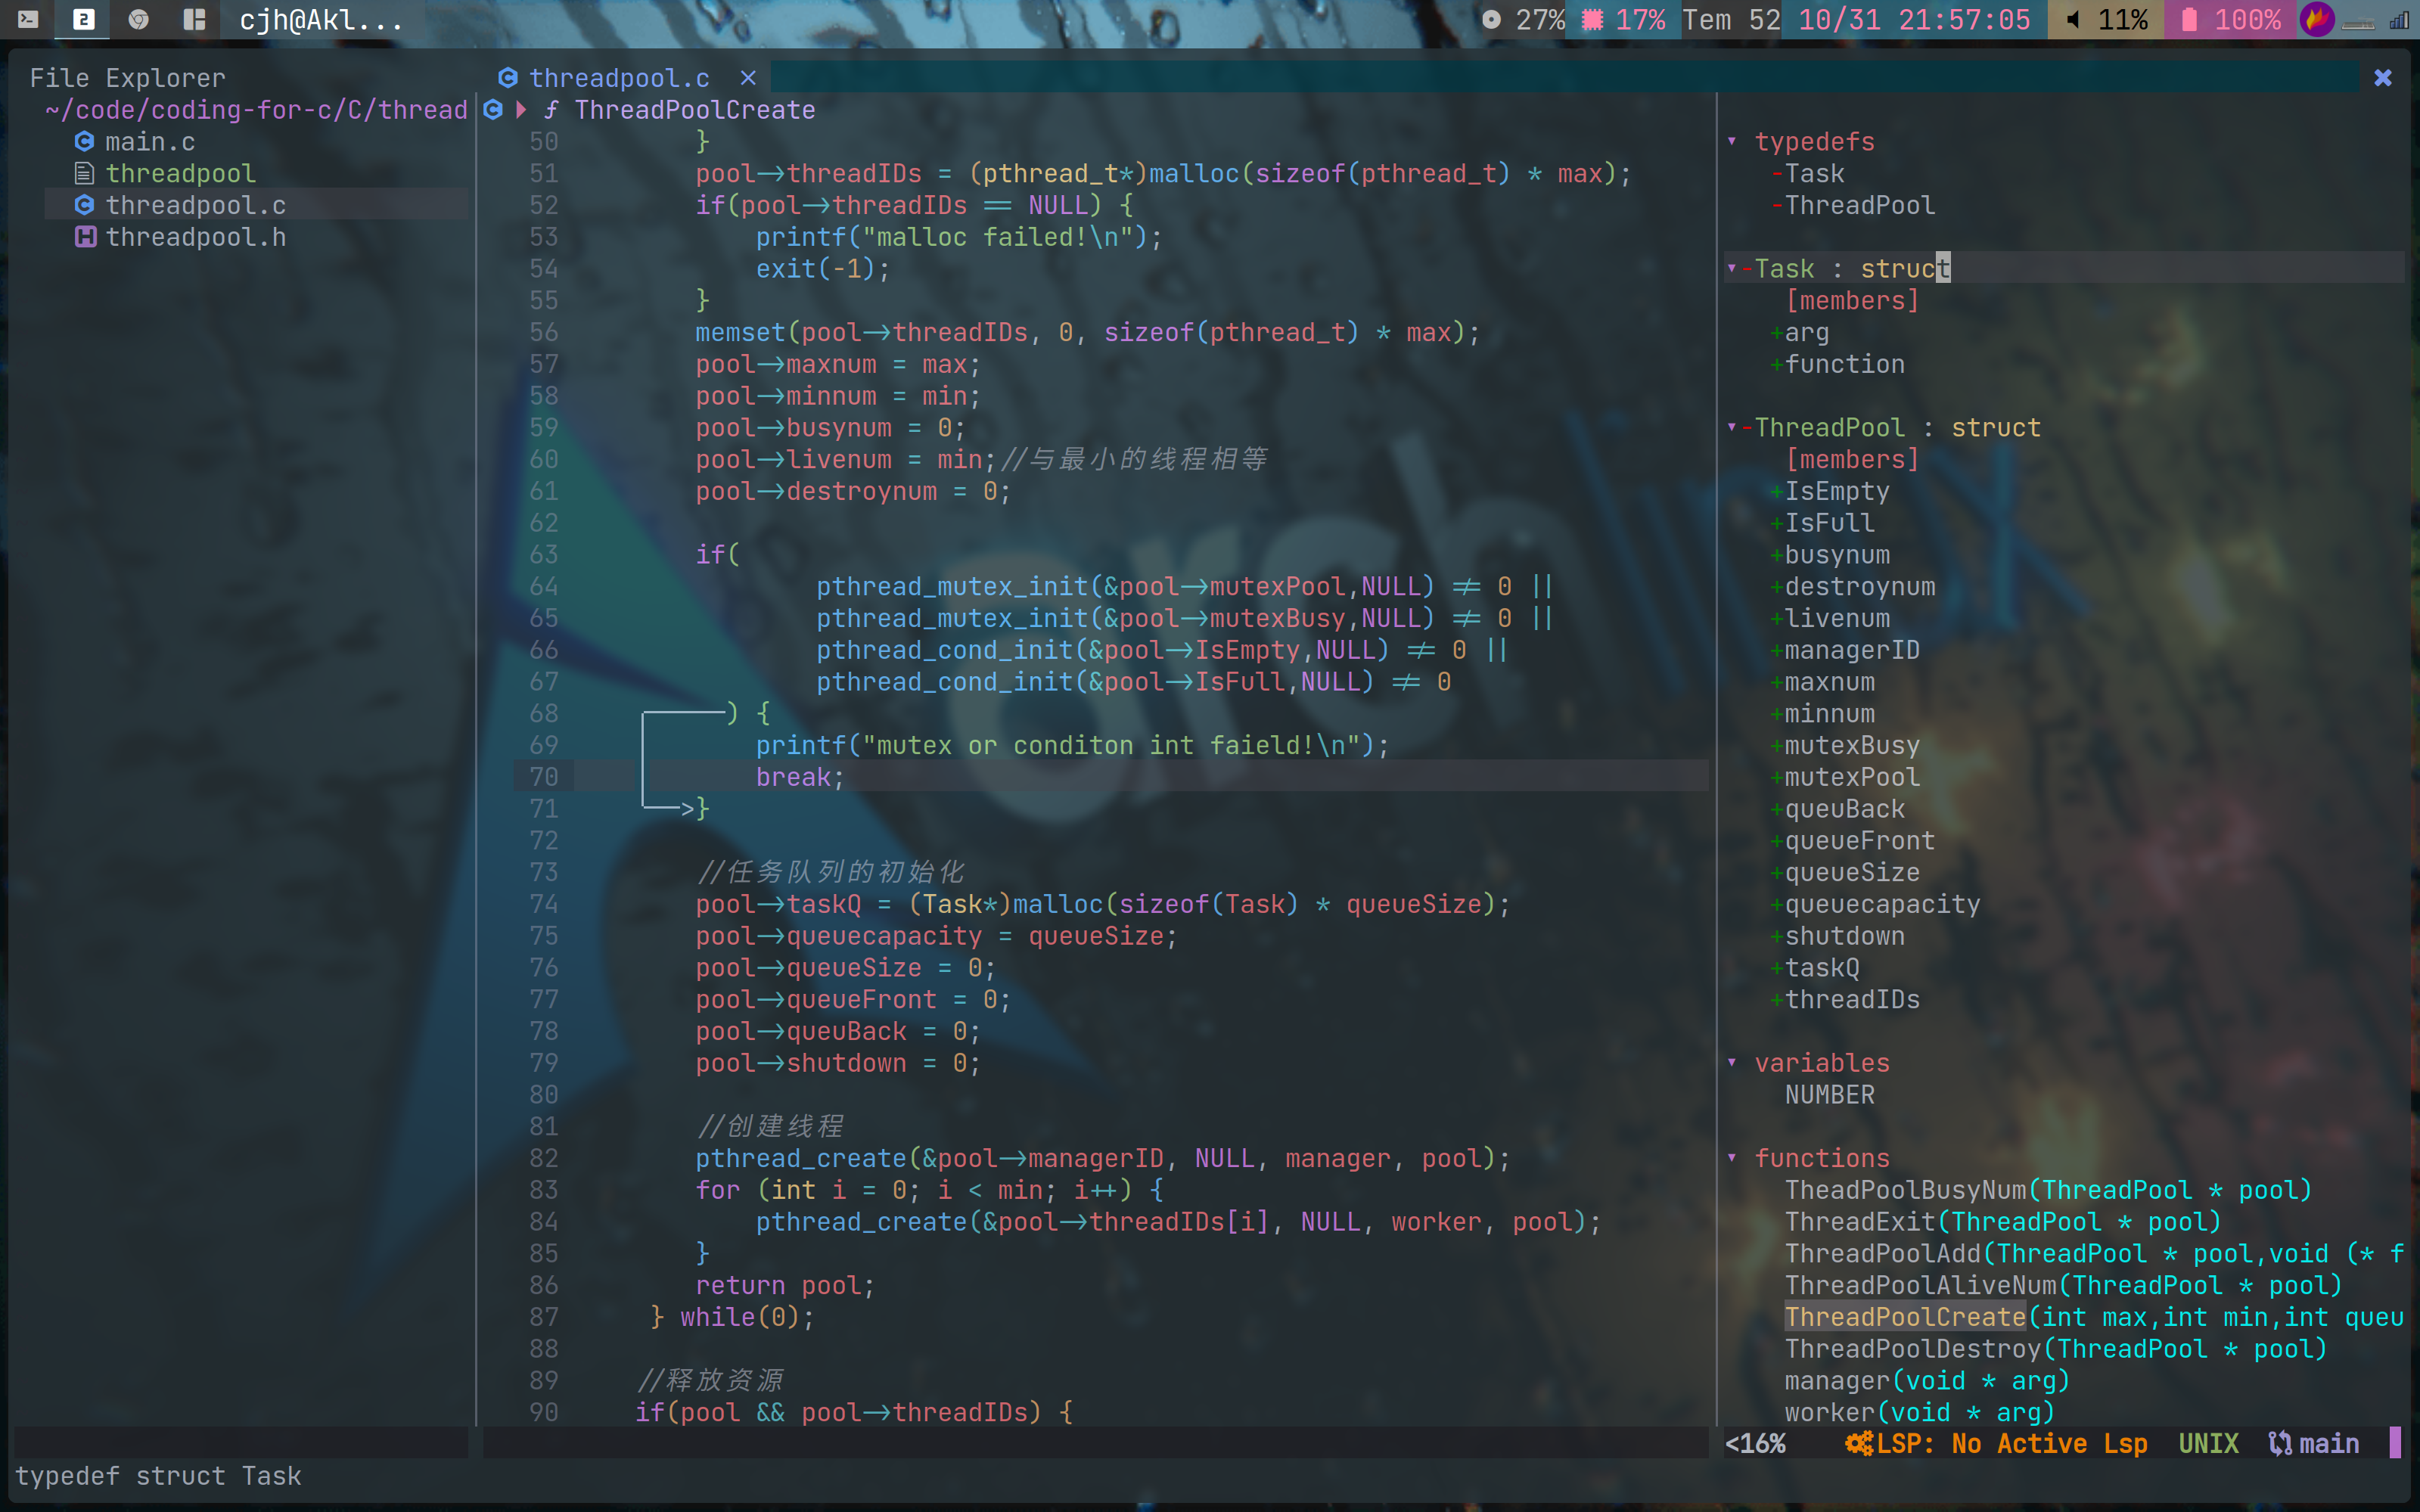 cjh@Akl... 27% 17% Tem 52 10/31 21:57:05 11% 100%
File Explorer
~/code/coding-for-c/C/thread
main.c
threadpool
threadpool.c
threadpool.h
threadpool.c ×
ƒ ThreadPoolCreate
50 }
51 pool->threadIDs = (pthread_t*)malloc(sizeof(pthread_t) * max);
52 if(pool->threadIDs == NULL) {
53 printf("malloc failed!\n");
54 exit(-1);
55 }
56 memset(pool->threadIDs, 0, sizeof(pthread_t) * max);
57 pool->maxnum = max;
58 pool->minnum = min;
59 pool->busynum = 0;
60 pool->livenum = min;//与最小的线程相等
61 pool->destroynum = 0;
62
63 if(
64 pthread_mutex_init(&pool->mutexPool,NULL) != 0 ||
65 pthread_mutex_init(&pool->mutexBusy,NULL) != 0 ||
66 pthread_cond_init(&pool->IsEmpty,NULL) != 0 ||
67 pthread_cond_init(&pool->IsFull,NULL) != 0
68 ) {
69 printf("mutex or conditon int faield!\n");
70 break;
71 >}
72
73 //任务队列的初始化
74 pool->taskQ = (Task*)malloc(sizeof(Task) * queueSize);
75 pool->queuecapacity = queueSize;
76 pool->queueSize = 0;
77 pool->queueFront = 0;
78 pool->queuBack = 0;
79 pool->shutdown = 0;
80
81 //创建线程
82 pthread_create(&pool->managerID, NULL, manager, pool);
83 for (int i = 0; i < min; i++) {
84 pthread_create(&pool->threadIDs[i], NULL, worker, pool);
85 }
86 return pool;
87 } while(0);
88
89 //释放资源
90 if(pool && pool->threadIDs) {
▾ typedefs
-Task
-ThreadPool
▾-Task : struct
[members]
+arg
+function
▾-ThreadPool : struct
[members]
+IsEmpty
+IsFull
+busynum
+destroynum
+livenum
+managerID
+maxnum
+minnum
+mutexBusy
+mutexPool
+queuBack
+queueFront
+queueSize
+queuecapacity
+shutdown
+taskQ
+threadIDs
▾ variables
NUMBER
▾ functions
TheadPoolBusyNum(ThreadPool * pool)
ThreadExit(ThreadPool * pool)
ThreadPoolAdd(ThreadPool * pool,void (* f
ThreadPoolAliveNum(ThreadPool * pool)
ThreadPoolCreate(int max,int min,int queu
ThreadPoolDestroy(ThreadPool * pool)
manager(void * arg)
worker(void * arg)
<16% LSP: No Active Lsp UNIX main
typedef struct Task
arch linux